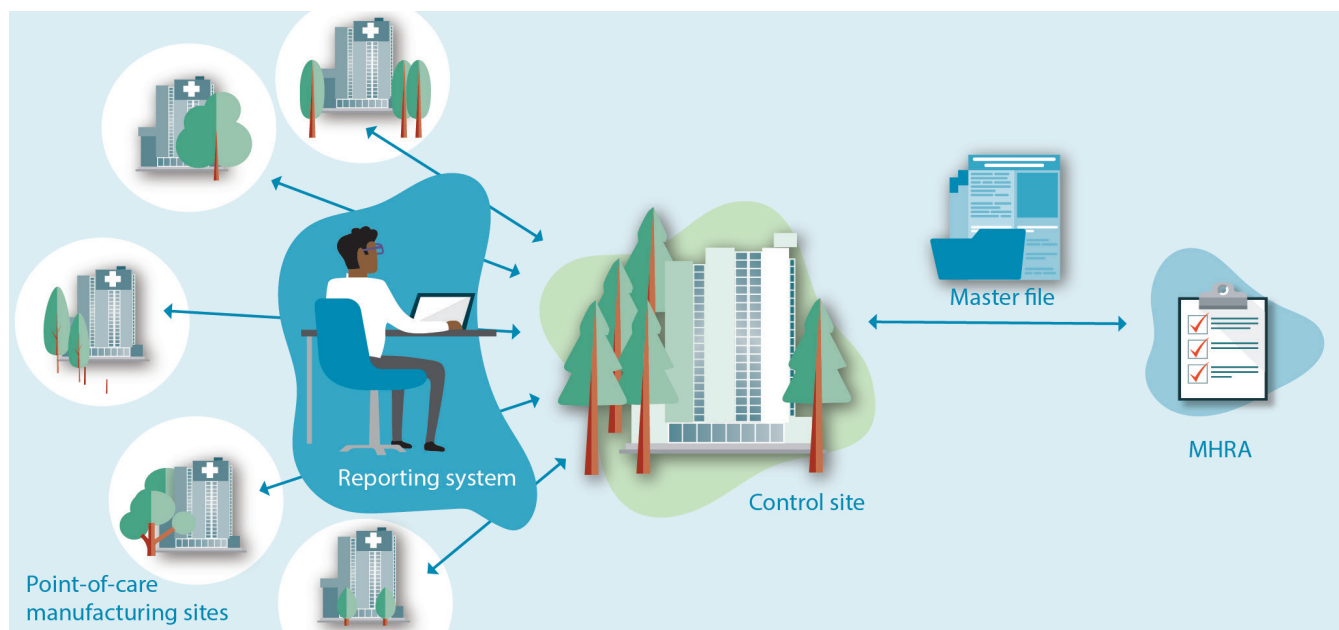 Master file
MHRA
Reporting system
Control site
Point-of-care
manufacturing sites